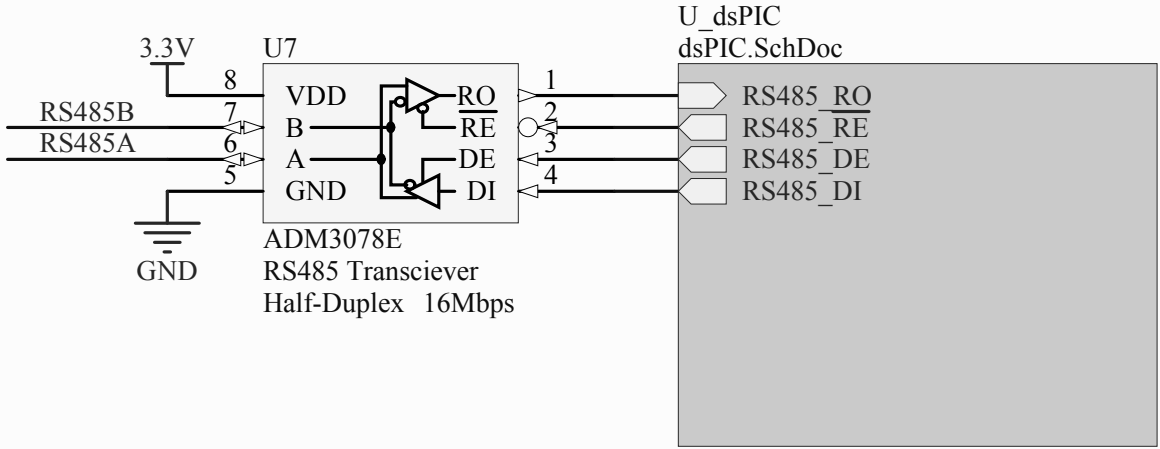 U_dsPIC
dsPIC.SchDoc
3.3V
U7
8
VDD
RO
1
RS485_RO
RS485B
7
B
RE
2
RS485_RE
RS485A
6
A
DE
3
RS485_DE
5
GND
DI
4
RS485_DI
GND
ADM3078E
RS485 Transciever
Half-Duplex 16Mbps